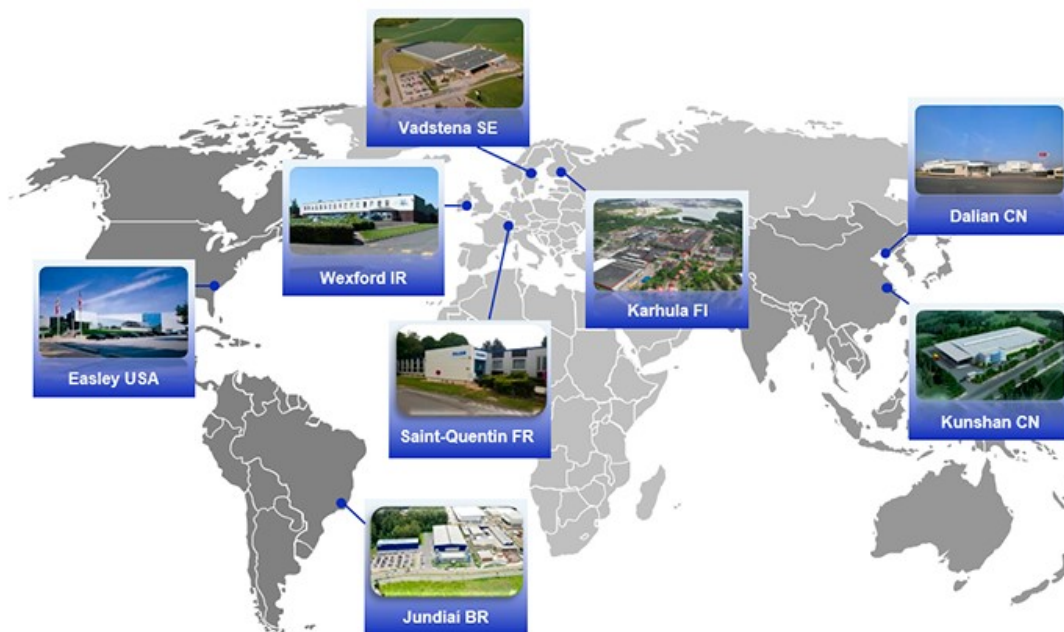 Vadstena SE
Dalian CN
Wexford IR
Karhula FI
Easley USA
Saint-Quentin FR
Kunshan CN
Jundiai BR